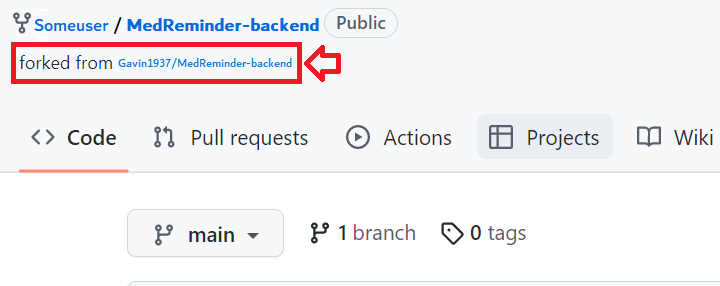 Someuser / MedReminder-backend Public
forked from Gavin1937/MedReminder-backend
Code Pull requests Actions Projects Wiki
main 1 branch 0 tags